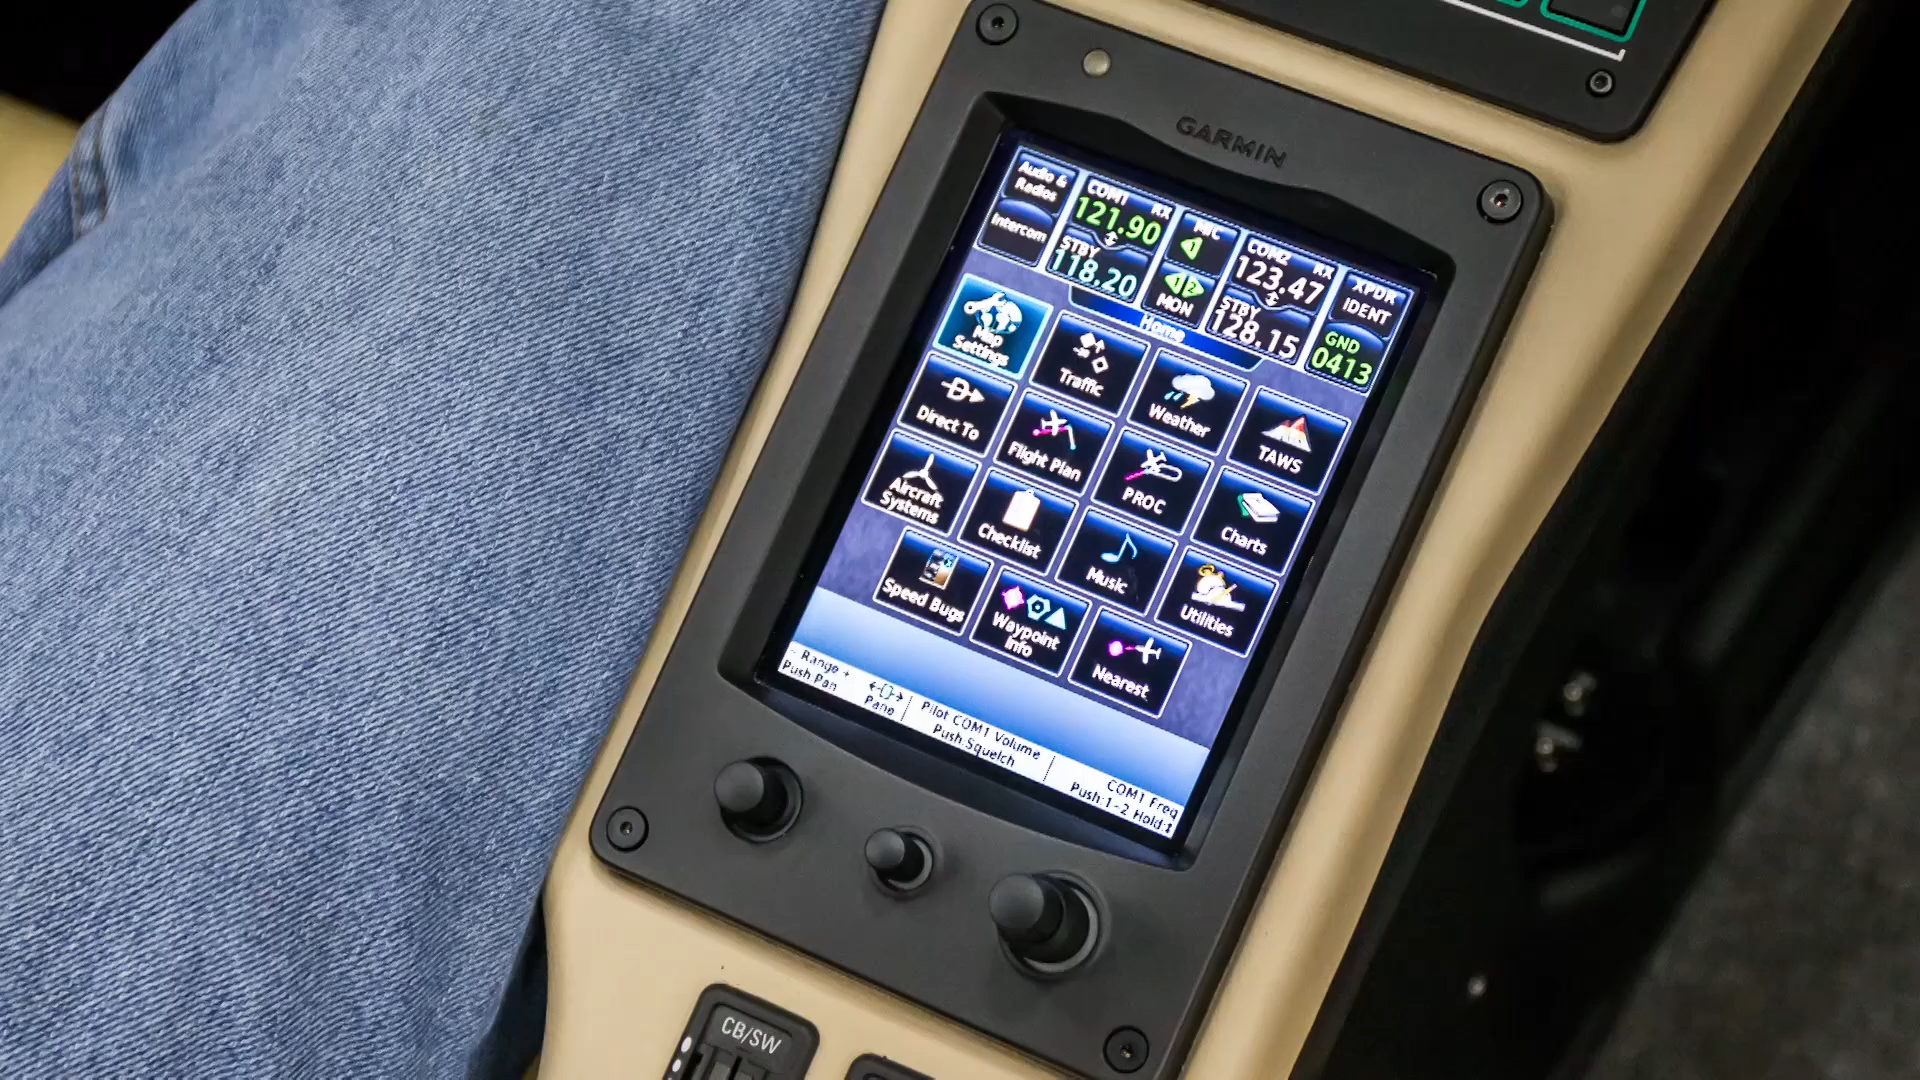 GARMIN
Audio &
Radios
Intercom
COM1 RX
121.90
STBY
118.20
MIC
1
1 2
MON
COM2 RX
123.47
STBY
128.15
XPDR
IDENT
GND
0413
Home
Map
Settings
Traffic
Weather
TAWS
Direct To
Flight Plan
PROC
Charts
Aircraft
Systems
Checklist
Music
Utilities
Speed Bugs
Waypoint
Info
Nearest
- Range +
Push Pan
Pane
Pilot COM1 Volume
Push:Squelch
COM1 Freq
Push:1-2 Hold:↕
CB/SW